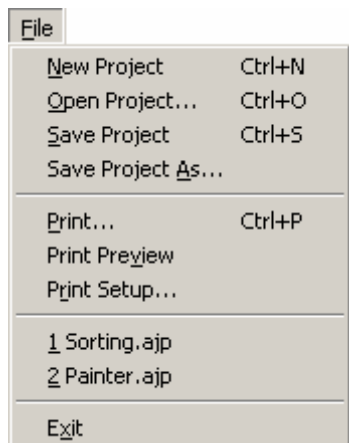 File
New Project Ctrl+N
Open Project... Ctrl+O
Save Project Ctrl+S
Save Project As...
Print... Ctrl+P
Print Preview
Print Setup...
1 Sorting.ajp
2 Painter.ajp
Exit